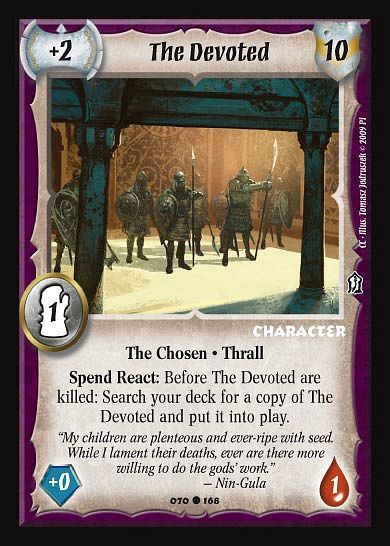 +2
The Devoted
10
CC • Illus. Tomasz Jedruszek © 2009 P1
1
CHARACTER
The Chosen • Thrall
Spend React: Before The Devoted are
killed: Search your deck for a copy of The
Devoted and put it into play.
“My children are plenteous and ever-ripe with seed.
While I lament their deaths, ever are there more
willing to do the gods’ work.”
– Nin-Gula
+0
070 ● 168
1